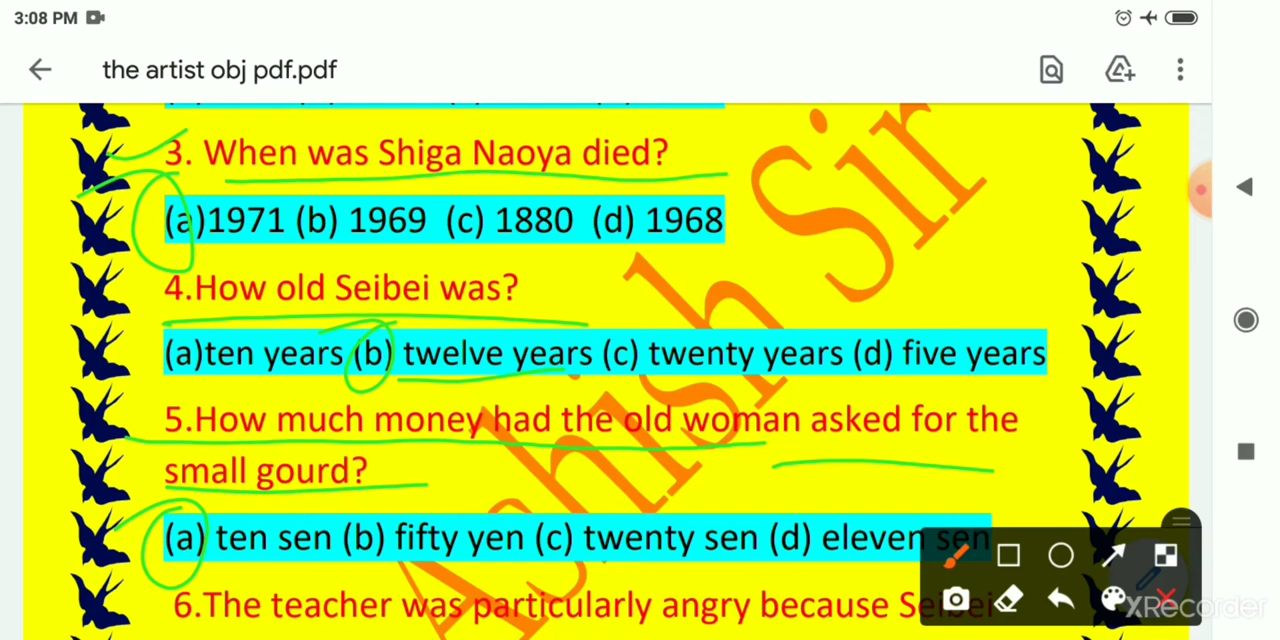 3:08 PM
the artist obj pdf.pdf
3. When was Shiga Naoya died?
(a)1971 (b) 1969 (c) 1880 (d) 1968
4.How old Seibei was?
(a)ten years (b) twelve years (c) twenty years (d) five years
5.How much money had the old woman asked for the
small gourd?
(a) ten sen (b) fifty yen (c) twenty sen (d) eleven sen
6.The teacher was particularly angry because Seibei
Ashish Sir
XRecorder